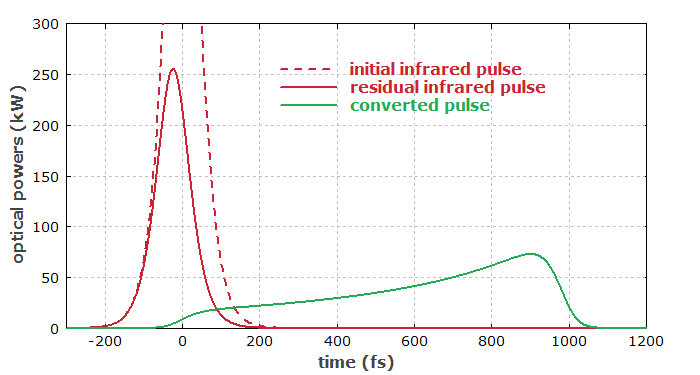 300
250
200
150
100
50
0
optical powers (kW)
initial infrared pulse
residual infrared pulse
converted pulse
-200 0 200 400 600 800 1000 1200
time (fs)